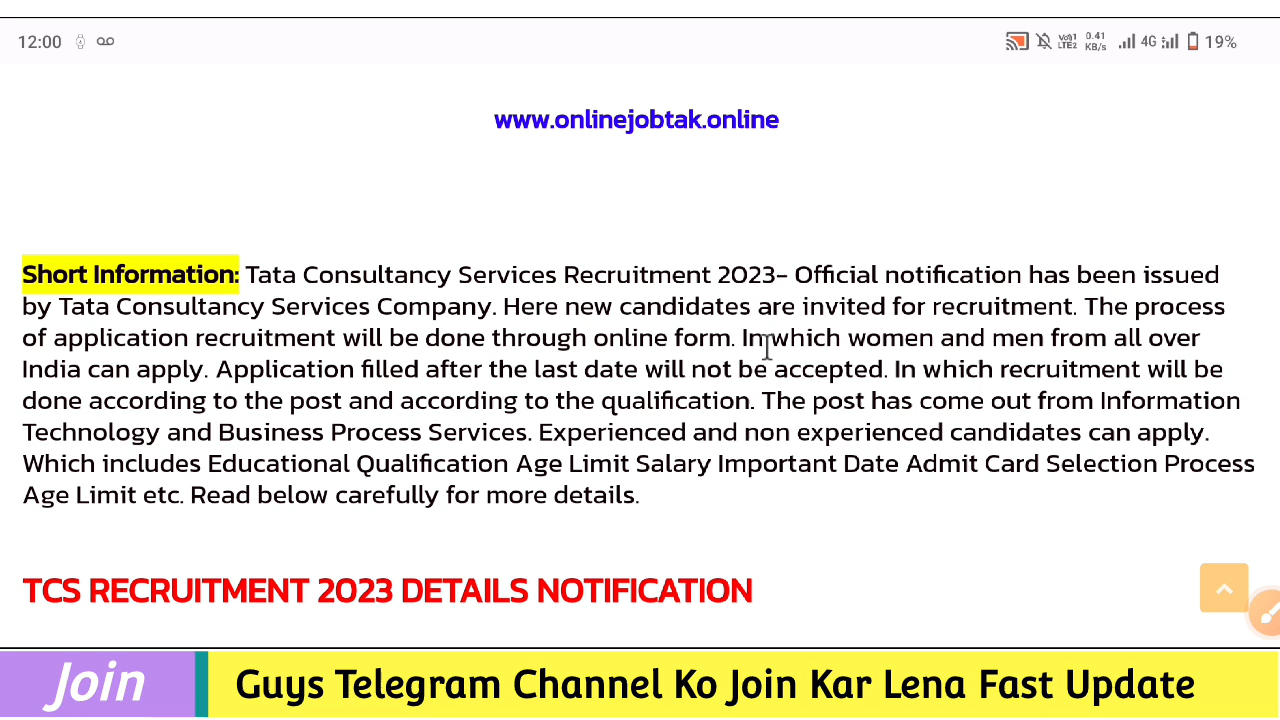 12:00
Vo) 1 LTE2 0.41 KB/s 4G 19%
www.onlinejobtak.online
Short Information: Tata Consultancy Services Recruitment 2023- Official notification has been issued
by Tata Consultancy Services Company. Here new candidates are invited for recruitment. The process
of application recruitment will be done through online form. In which women and men from all over
India can apply. Application filled after the last date will not be accepted. In which recruitment will be
done according to the post and according to the qualification. The post has come out from Information
Technology and Business Process Services. Experienced and non experienced candidates can apply.
Which includes Educational Qualification Age Limit Salary Important Date Admit Card Selection Process
Age Limit etc. Read below carefully for more details.
TCS RECRUITMENT 2023 DETAILS NOTIFICATION
Join Guys Telegram Channel Ko Join Kar Lena Fast Update